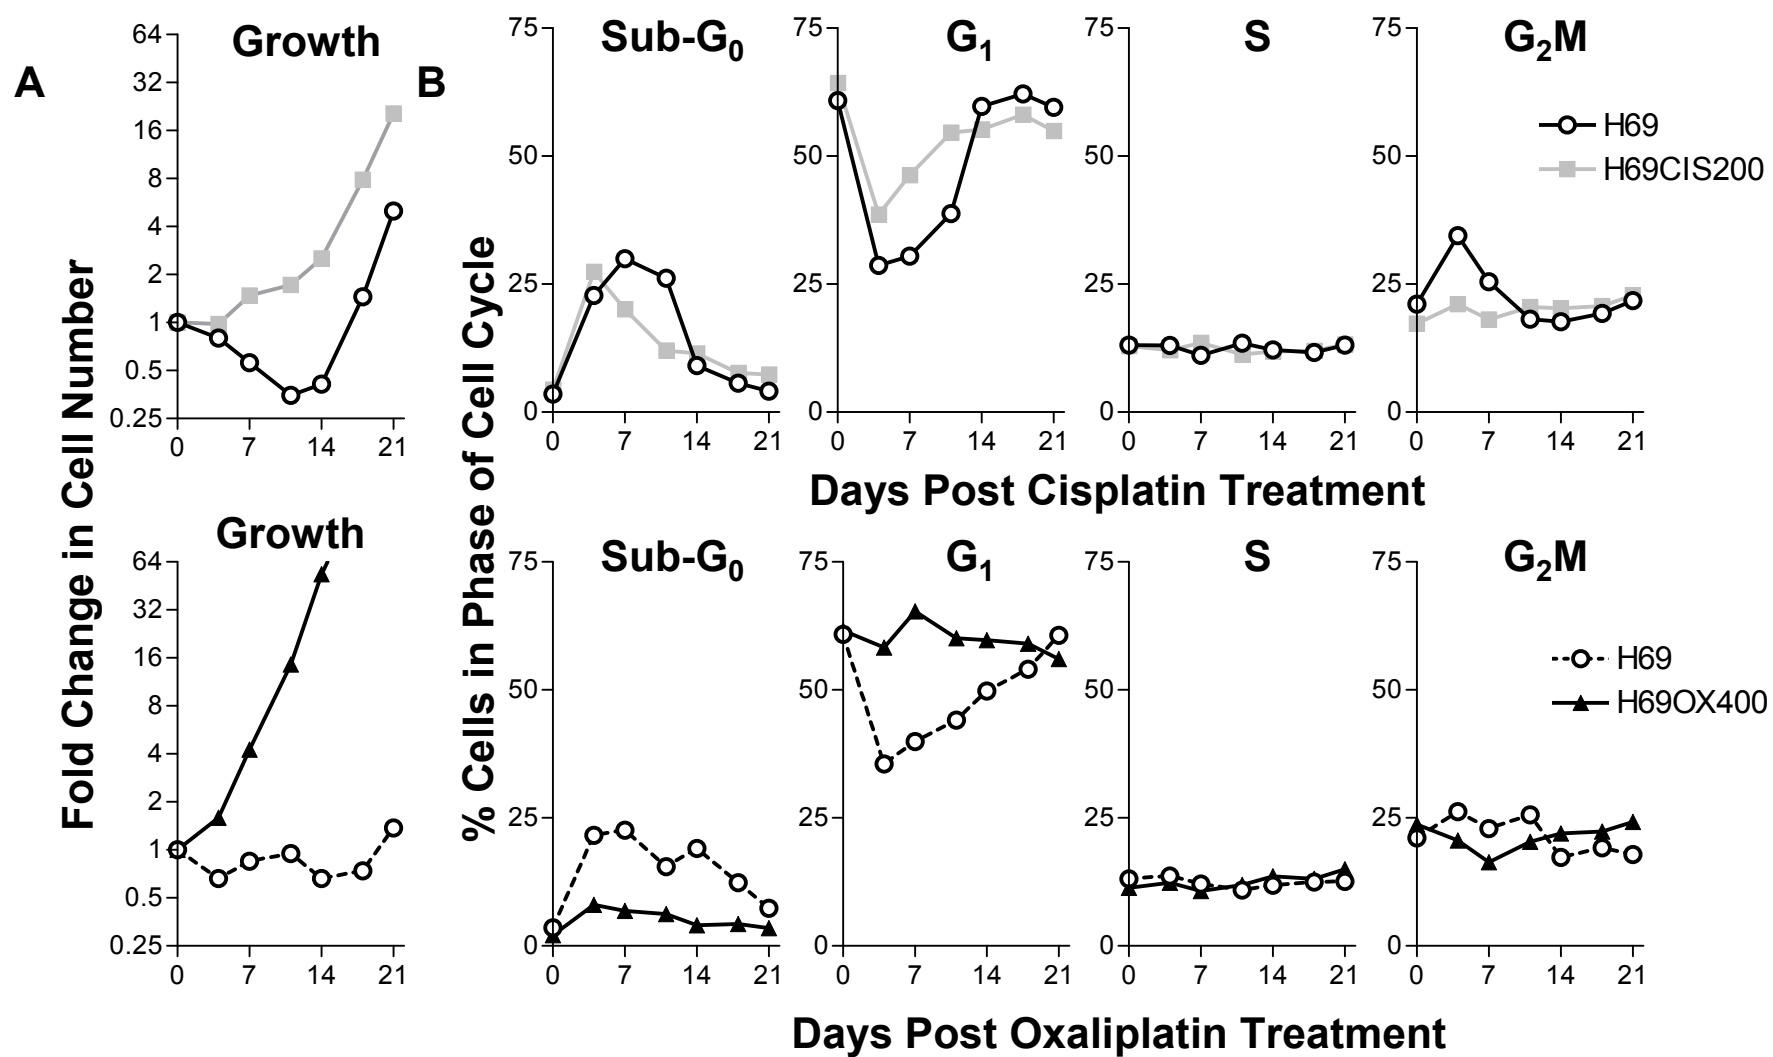 A
Growth
64
32
16
8
4
2
1
0.5
0.25
0 7 14 21
B
Sub-G0
75
50
25
0
0 7 14 21
G1
75
50
25
0
0 7 14 21
S
75
50
25
0
0 7 14 21
G2M
75
50
25
0
0 7 14 21
H69
H69CIS200
Days Post Cisplatin Treatment
Fold Change in Cell Number
% Cells in Phase of Cell Cycle
Growth
64
32
16
8
4
2
1
0.5
0.25
0 7 14 21
Sub-G0
75
50
25
0
0 7 14 21
G1
75
50
25
0
0 7 14 21
S
75
50
25
0
0 7 14 21
G2M
75
50
25
0
0 7 14 21
H69
H69OX400
Days Post Oxaliplatin Treatment